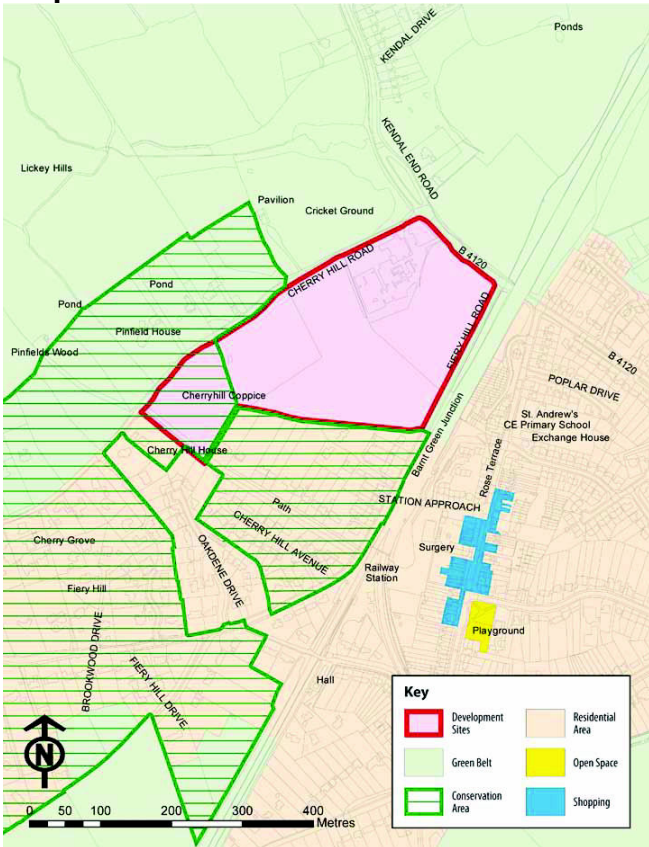 KENDAL DRIVE
Ponds
KENDAL END ROAD
Lickey Hills
Pavilion
Cricket Ground
B 4120
CHERRY HILL ROAD
Pond
Pond
FIERY HILL ROAD
Pinfield House
Pinfields Wood
B 4120
POPLAR DRIVE
Cherryhill Coppice
St. Andrew's
CE Primary School
Exchange House
Barnt Green Junction
Cherry Hill House
Rose Terrace
STATION APPROACH
Path
CHERRY HILL AVENUE
Cherry Grove
OAKDENE DRIVE
Surgery
Railway
Station
Fiery Hill
Playground
BROOKWOOD DRIVE
FIERY HILL DRIVE
Hall
Key
Development
Sites
Residential
Area
Green Belt
Open Space
Conservation
Area
Shopping
N
0 50 100 200 300 400
Metres